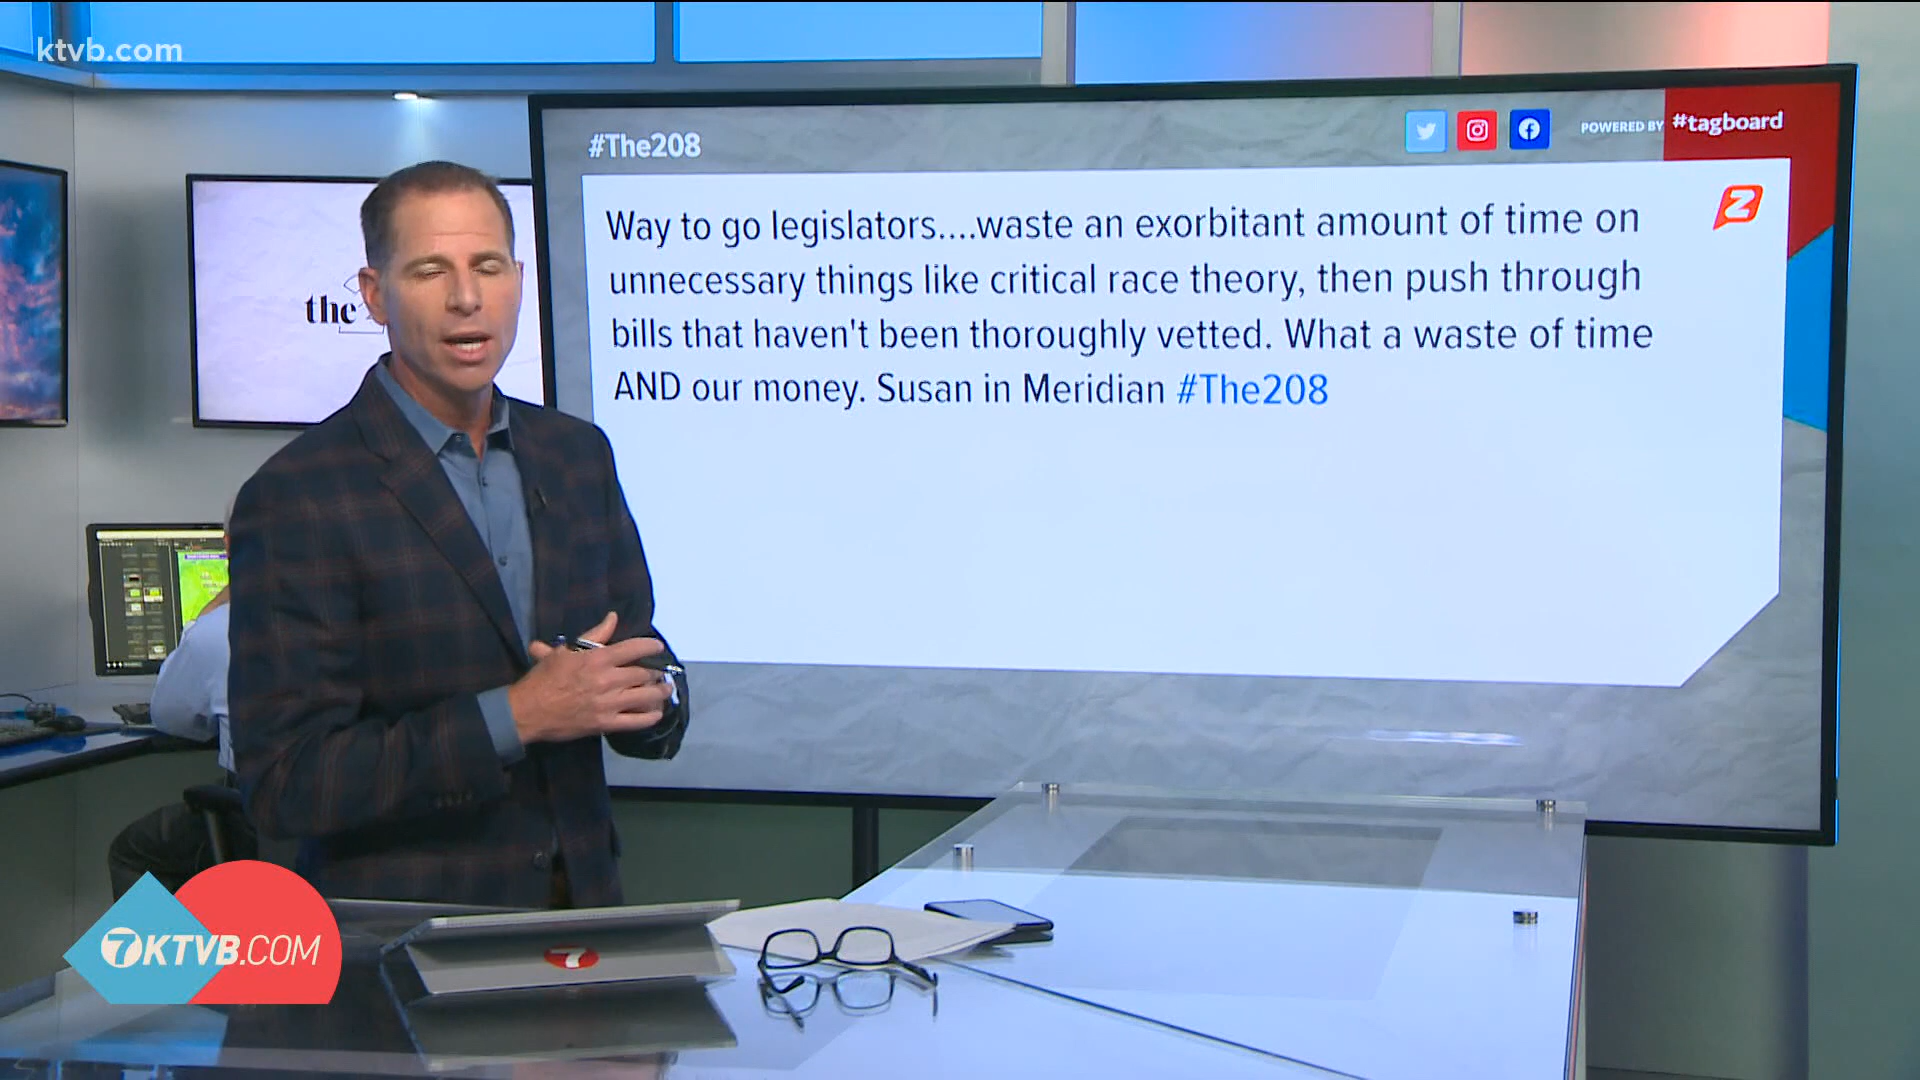 ktvb.com
#The208
POWERED BY #tagboard
Way to go legislators....waste an exorbitant amount of time on
unnecessary things like critical race theory, then push through
bills that haven't been thoroughly vetted. What a waste of time
AND our money. Susan in Meridian #The208
the
7KTVB.COM
7